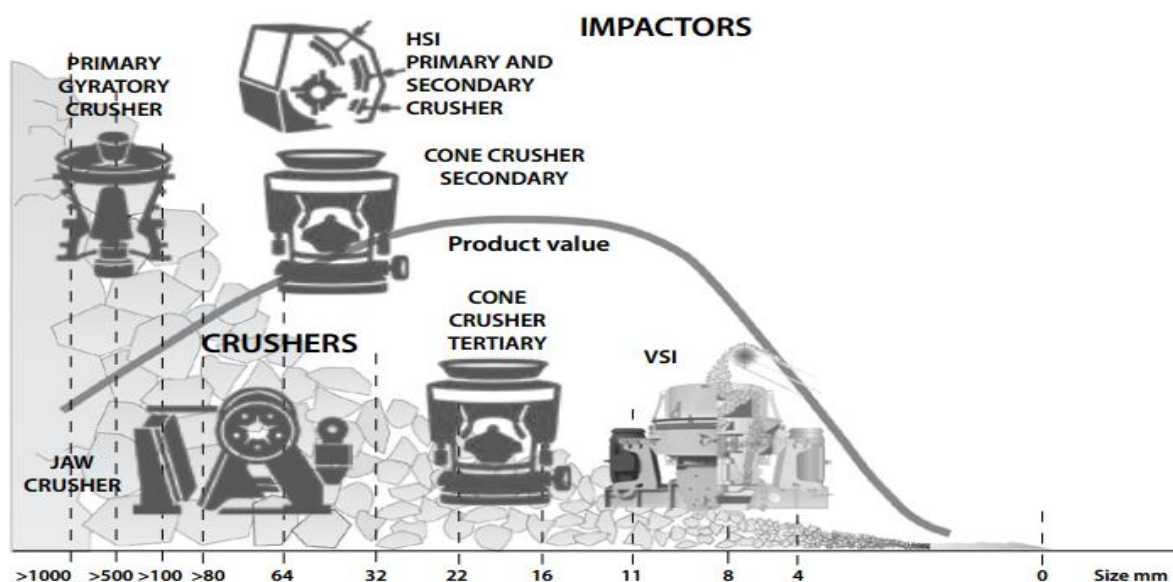 IMPACTORS
HSI
PRIMARY AND
SECONDARY
CRUSHER
PRIMARY
GYRATORY
CRUSHER
CONE CRUSHER
SECONDARY
Product value
CRUSHERS
CONE
CRUSHER
TERTIARY
VSI
JAW
CRUSHER
>1000 >500 >100 >80 64 32 22 16 11 8 4 0 Size mm